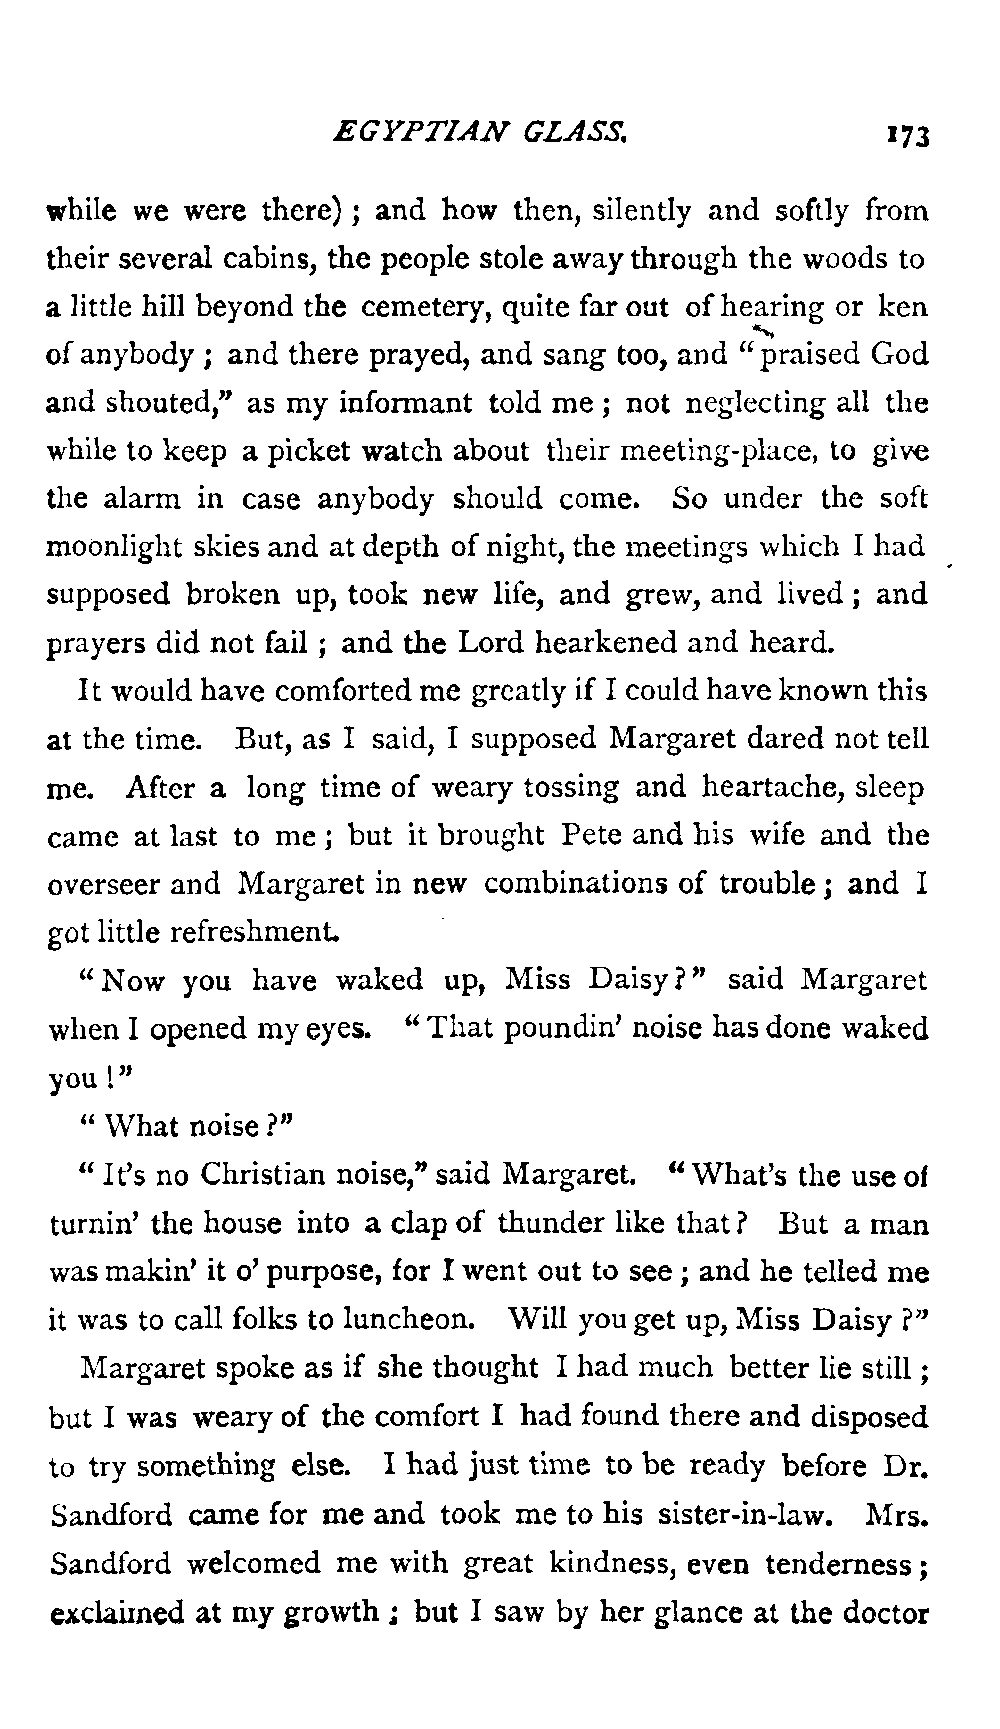 EGYPTIAN GLASS. 173
while we were there) ; and how then, silently and softly from
their several cabins, the people stole away through the woods to
a little hill beyond the cemetery, quite far out of hearing or ken
of anybody ; and there prayed, and sang too, and “praised God
and shouted,” as my informant told me ; not neglecting all the
while to keep a picket watch about their meeting-place, to give
the alarm in case anybody should come. So under the soft
moonlight skies and at depth of night, the meetings which I had
supposed broken up, took new life, and grew, and lived ; and
prayers did not fail ; and the Lord hearkened and heard.
It would have comforted me greatly if I could have known this
at the time. But, as I said, I supposed Margaret dared not tell
me. After a long time of weary tossing and heartache, sleep
came at last to me ; but it brought Pete and his wife and the
overseer and Margaret in new combinations of trouble ; and I
got little refreshment.
“Now you have waked up, Miss Daisy?” said Margaret
when I opened my eyes. “That poundin’ noise has done waked
you !”
“What noise ?”
“It’s no Christian noise,” said Margaret. “What’s the use of
turnin’ the house into a clap of thunder like that? But a man
was makin’ it o’ purpose, for I went out to see ; and he telled me
it was to call folks to luncheon. Will you get up, Miss Daisy ?”
Margaret spoke as if she thought I had much better lie still ;
but I was weary of the comfort I had found there and disposed
to try something else. I had just time to be ready before Dr.
Sandford came for me and took me to his sister-in-law. Mrs.
Sandford welcomed me with great kindness, even tenderness ;
exclaimed at my growth ; but I saw by her glance at the doctor